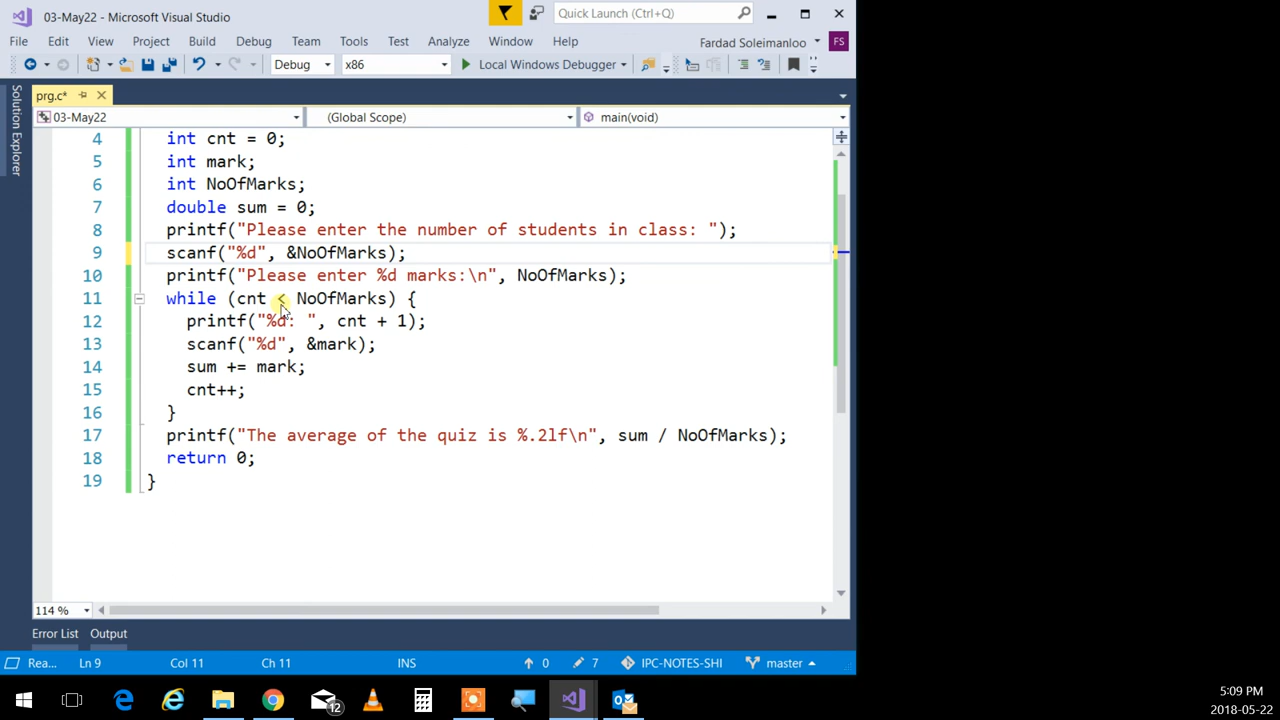 03-May22 - Microsoft Visual Studio
Quick Launch (Ctrl+Q)
File Edit View Project Build Debug Team Tools Test Analyze Window Help Fardad Soleimanloo FS
Debug x86 Local Windows Debugger
Solution Explorer
prg.c*
03-May22 (Global Scope) main(void)
4 int cnt = 0;
5 int mark;
6 int NoOfMarks;
7 double sum = 0;
8 printf("Please enter the number of students in class: ");
9 scanf("%d", &NoOfMarks);
10 printf("Please enter %d marks:\n", NoOfMarks);
11 while (cnt < NoOfMarks) {
12 printf("%d: ", cnt + 1);
13 scanf("%d", &mark);
14 sum += mark;
15 cnt++;
16 }
17 printf("The average of the quiz is %.2lf\n", sum / NoOfMarks);
18 return 0;
19 }
114 %
Error List Output
Rea... Ln 9 Col 11 Ch 11 INS 0 7 IPC-NOTES-SHI master
12
5:09 PM
2018-05-22